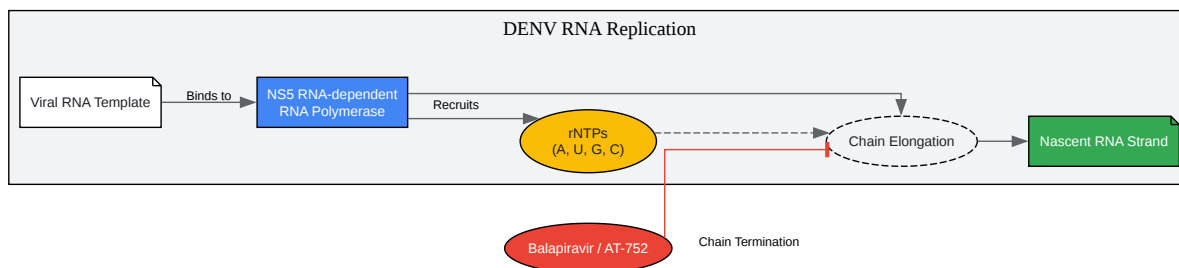 DENV RNA Replication
Viral RNA Template
Binds to
NS5 RNA-dependent
RNA Polymerase
Recruits
rNTPs
(A, U, G, C)
Chain Elongation
Nascent RNA Strand
Balapiravir / AT-752
Chain Termination